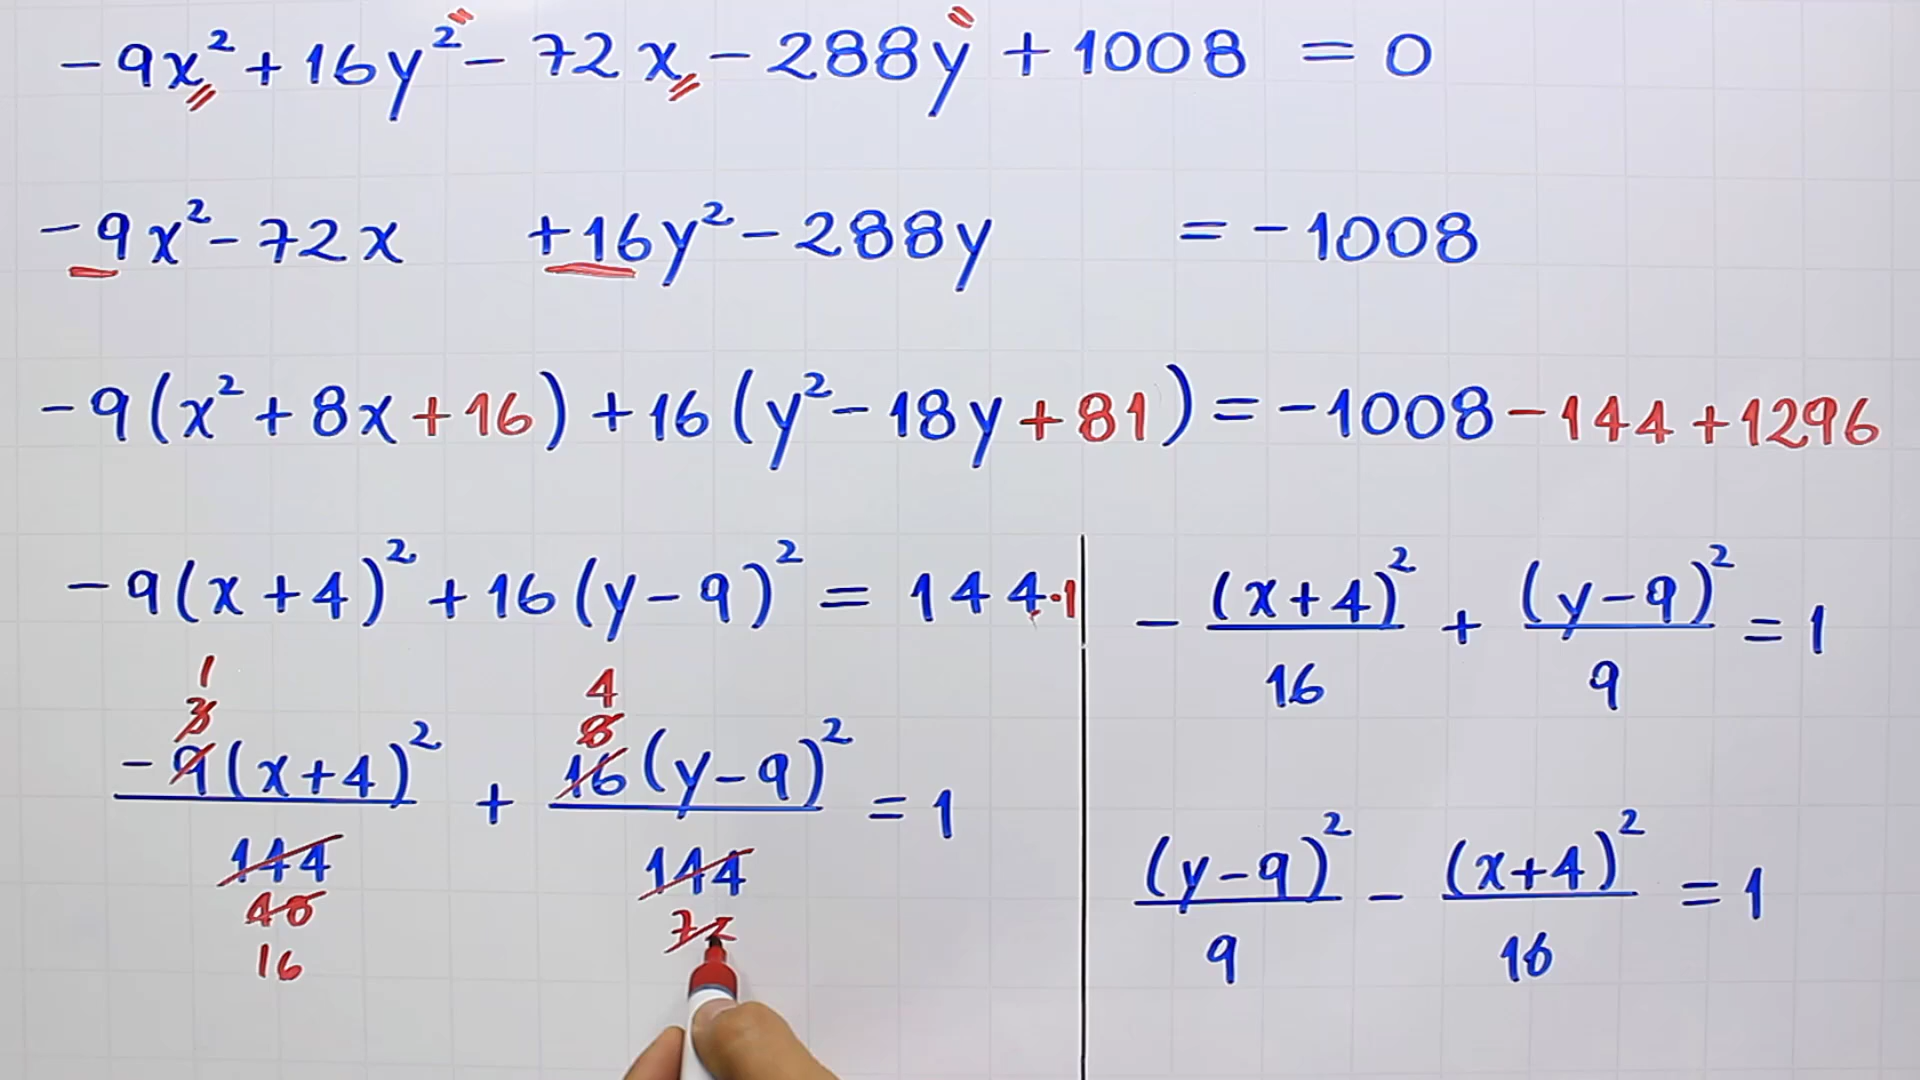 -9x² + 16y² - 72x - 288y + 1008 = 0
-9x² - 72x +16y² - 288y = -1008
-9(x² + 8x + 16) + 16(y² - 18y + 81) = -1008 - 144 + 1296
-9(x + 4)² + 16(y - 9)² = 144·1
1 4
3 8
-9(x+4)² / 144 + 16(y-9)² / 144 = 1
48 72
16
- (x+4)² / 16 + (y-9)² / 9 = 1
(y-9)² / 9 - (x+4)² / 16 = 1